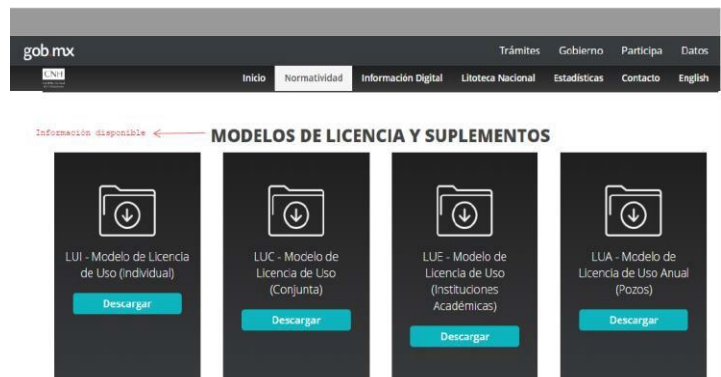 gob mx
Trámites Gobierno Participa Datos
CNH
Inicio Normatividad Información Digital Litoteca Nacional Estadísticas Contacto English
Información disponible
MODELOS DE LICENCIA Y SUPLEMENTOS
LUI - Modelo de Licencia
de Uso (Individual)
Descargar
LUC - Modelo de
Licencia de Uso
(Conjunta)
Descargar
LUE - Modelo de
Licencia de Uso
(Instituciones
Académicas)
Descargar
LUA - Modelo de
Licencia de Uso Anual
(Pozos)
Descargar